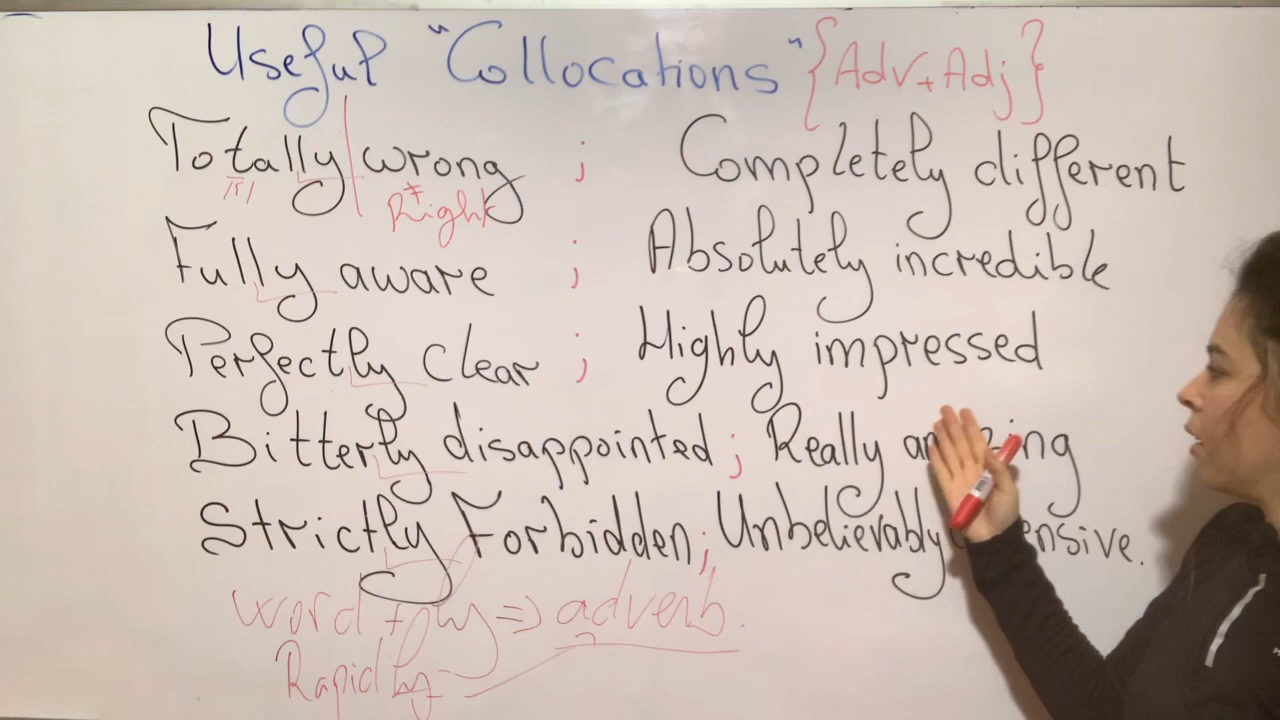 Useful "Collocations" {Adv+Adj}
Totally wrong ; Completely different
≠
Right
Fully aware ; Absolutely incredible
Perfectly clear ; Highly impressed
Bitterly disappointed ; Really
Strictly Forbidden ; Unbelievably
word + ly => adverb.
Rapidly